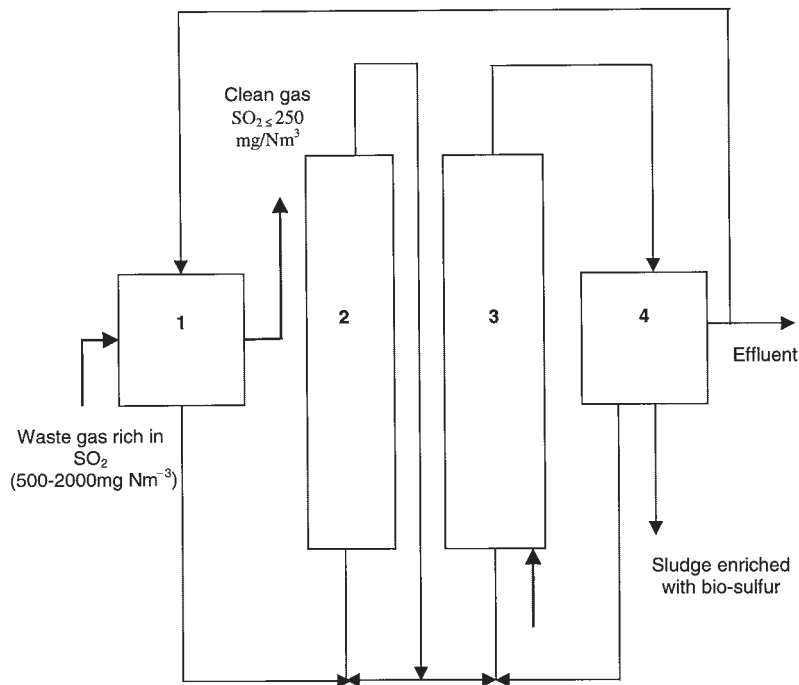 Clean gas
SO₂ ≤ 250
mg/Nm³
1
2
3
4
Effluent
Waste gas rich in
SO₂
(500-2000mg Nm⁻³)
Sludge enriched
with bio-sulfur